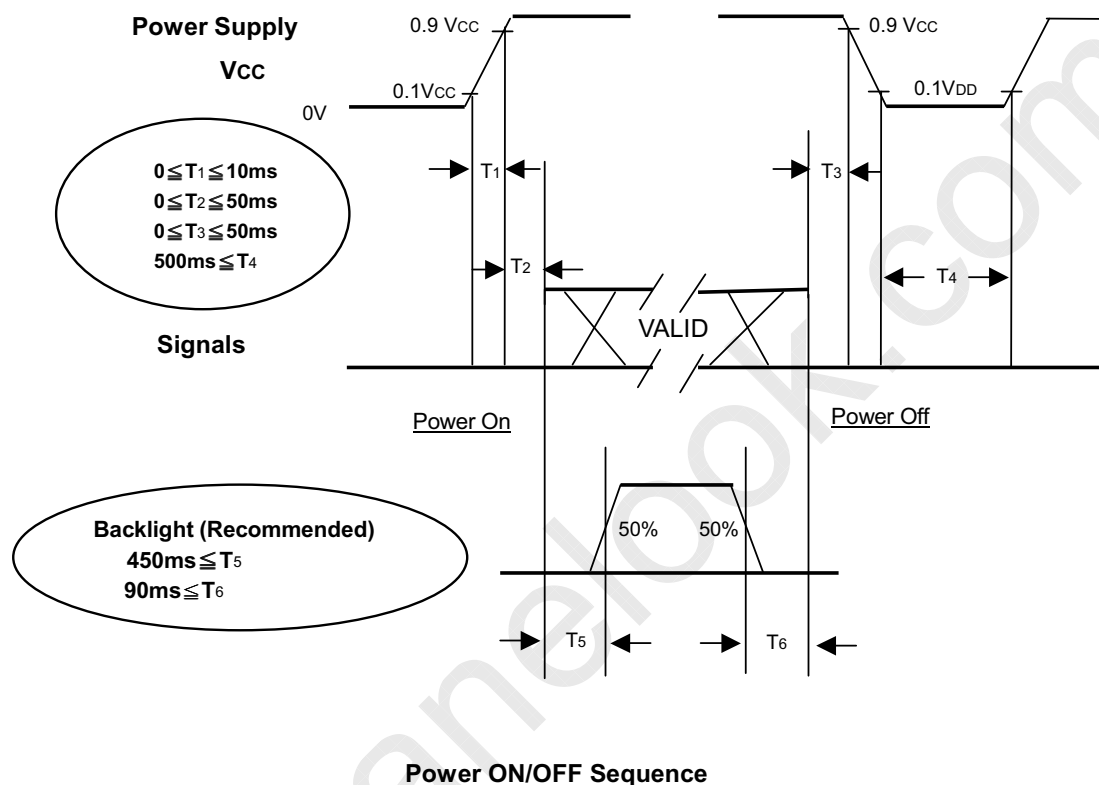 Power Supply
VCC
0.9 VCC
0.9 VCC
0.1VCC
0.1VDD
0V
0≦T1≦10ms
0≦T2≦50ms
0≦T3≦50ms
500ms≦T4
T1
T2
T3
T4
VALID
Signals
Power On
Power Off
Backlight (Recommended)
450ms≦T5
90ms≦T6
50%
50%
T5
T6
Power ON/OFF Sequence
anelook.com